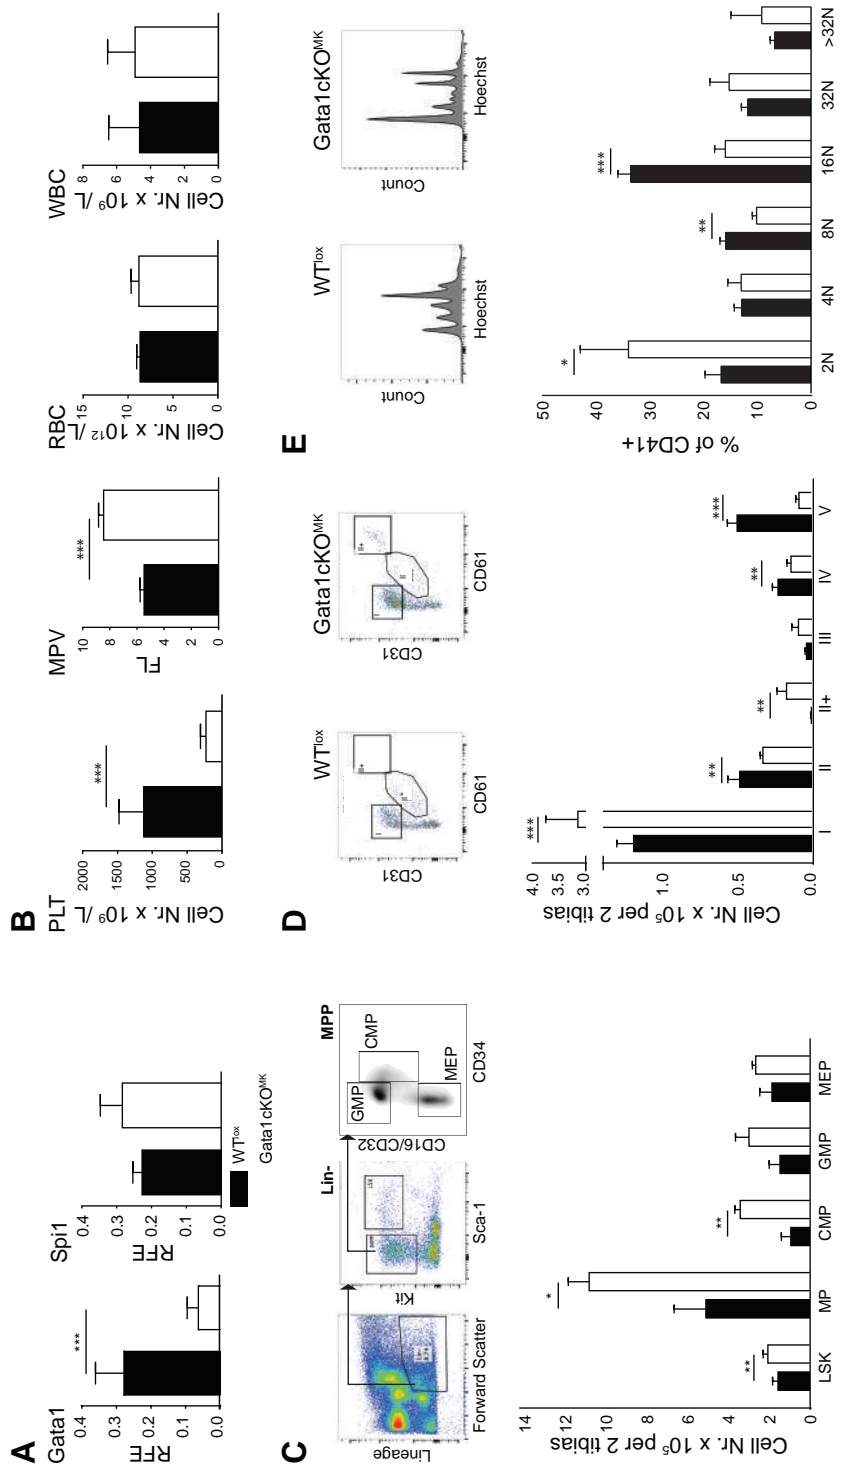 A
Gata1
RFE
0.4
0.3
0.2
0.1
0.0
***
Spi1
RFE
0.4
0.3
0.2
0.1
0.0
WTlox
Gata1cKOMK
B
PLT
Cell Nr. x 10⁹ /L
2000
1500
1000
500
0
***
MPV
FL
10
8
6
4
2
0
***
RBC
Cell Nr. x 10¹² /L
15
10
5
0
WBC
Cell Nr. x 10⁹ /L
8
6
4
2
0
C
Lin-
MPP
Lineage
Forward Scatter
Kit
Sca-1
LSK
GMP
CMP
MEP
CD16/CD32
CD34
Cell Nr. x 10⁵ per 2 tibias
14
12
10
8
6
4
2
0
**
*
**
LSK
MP
CMP
GMP
MEP
D
WTlox
Gata1cKOMK
CD31
CD61
I
II
II+
CD31
CD61
I
II
II+
Cell Nr. x 10⁵ per 2 tibias
4.0
3.5
3.0
1.0
0.5
0.0
***
**
**
**
***
I
II
II+
III
IV
V
E
WTlox
Gata1cKOMK
Count
Hoechst
Count
Hoechst
% of CD41+
50
40
30
20
10
0
*
**
***
2N
4N
8N
16N
32N
>32N